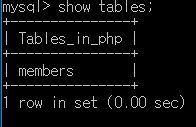 mysql> show tables;
+---------------+
| Tables_in_php |
+---------------+
| members       |
+---------------+
1 row in set (0.00 sec)